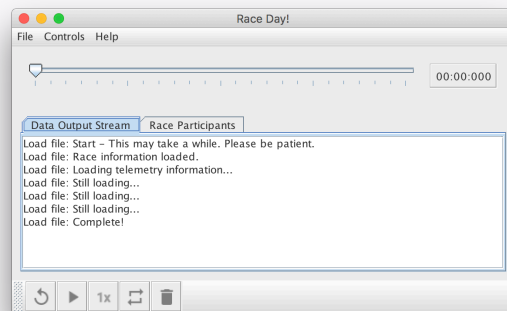 Race Day!
File Controls Help
00:00:000
Data Output Stream Race Participants
Load file: Start – This may take a while. Please be patient.
Load file: Race information loaded.
Load file: Loading telemetry information...
Load file: Still loading...
Load file: Still loading...
Load file: Still loading...
Load file: Complete!
1x